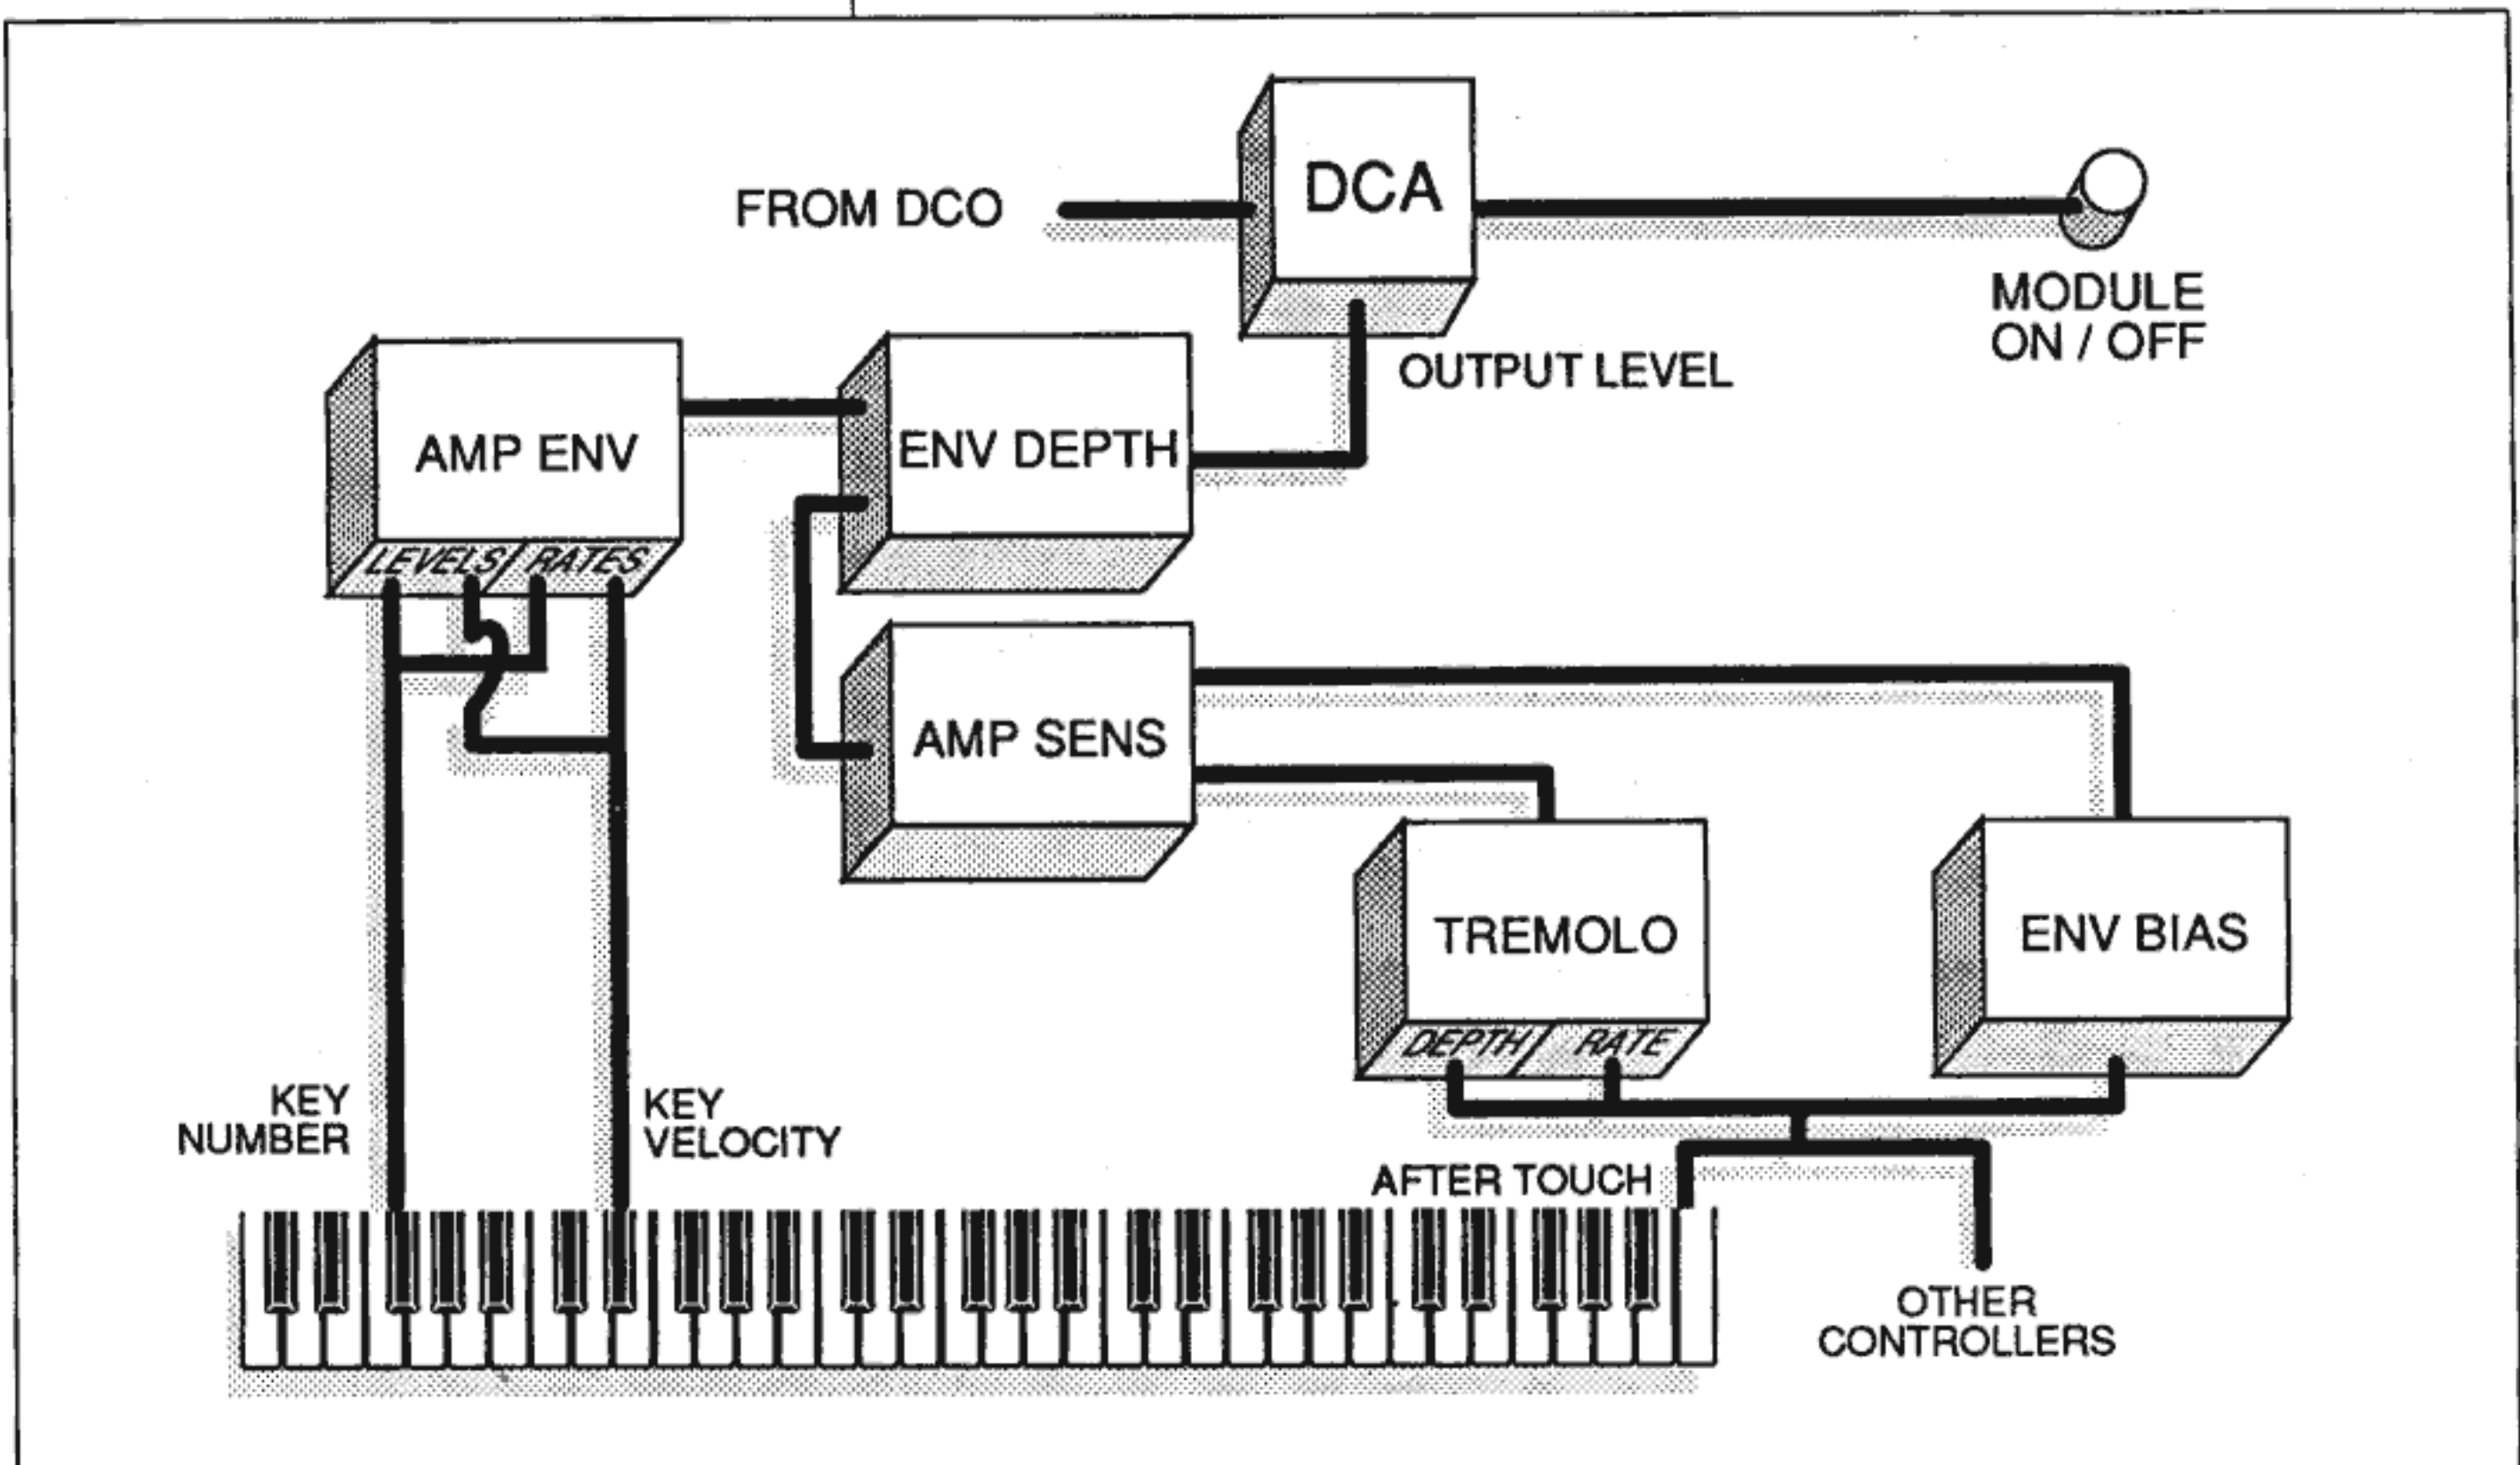 DCA
FROM DCO
MODULE
ON / OFF
OUTPUT LEVEL
AMP ENV
ENV DEPTH
LEVELS
RATES
AMP SENS
TREMOLO
ENV BIAS
DEPTH
RATE
KEY
NUMBER
KEY
VELOCITY
AFTER TOUCH
OTHER
CONTROLLERS